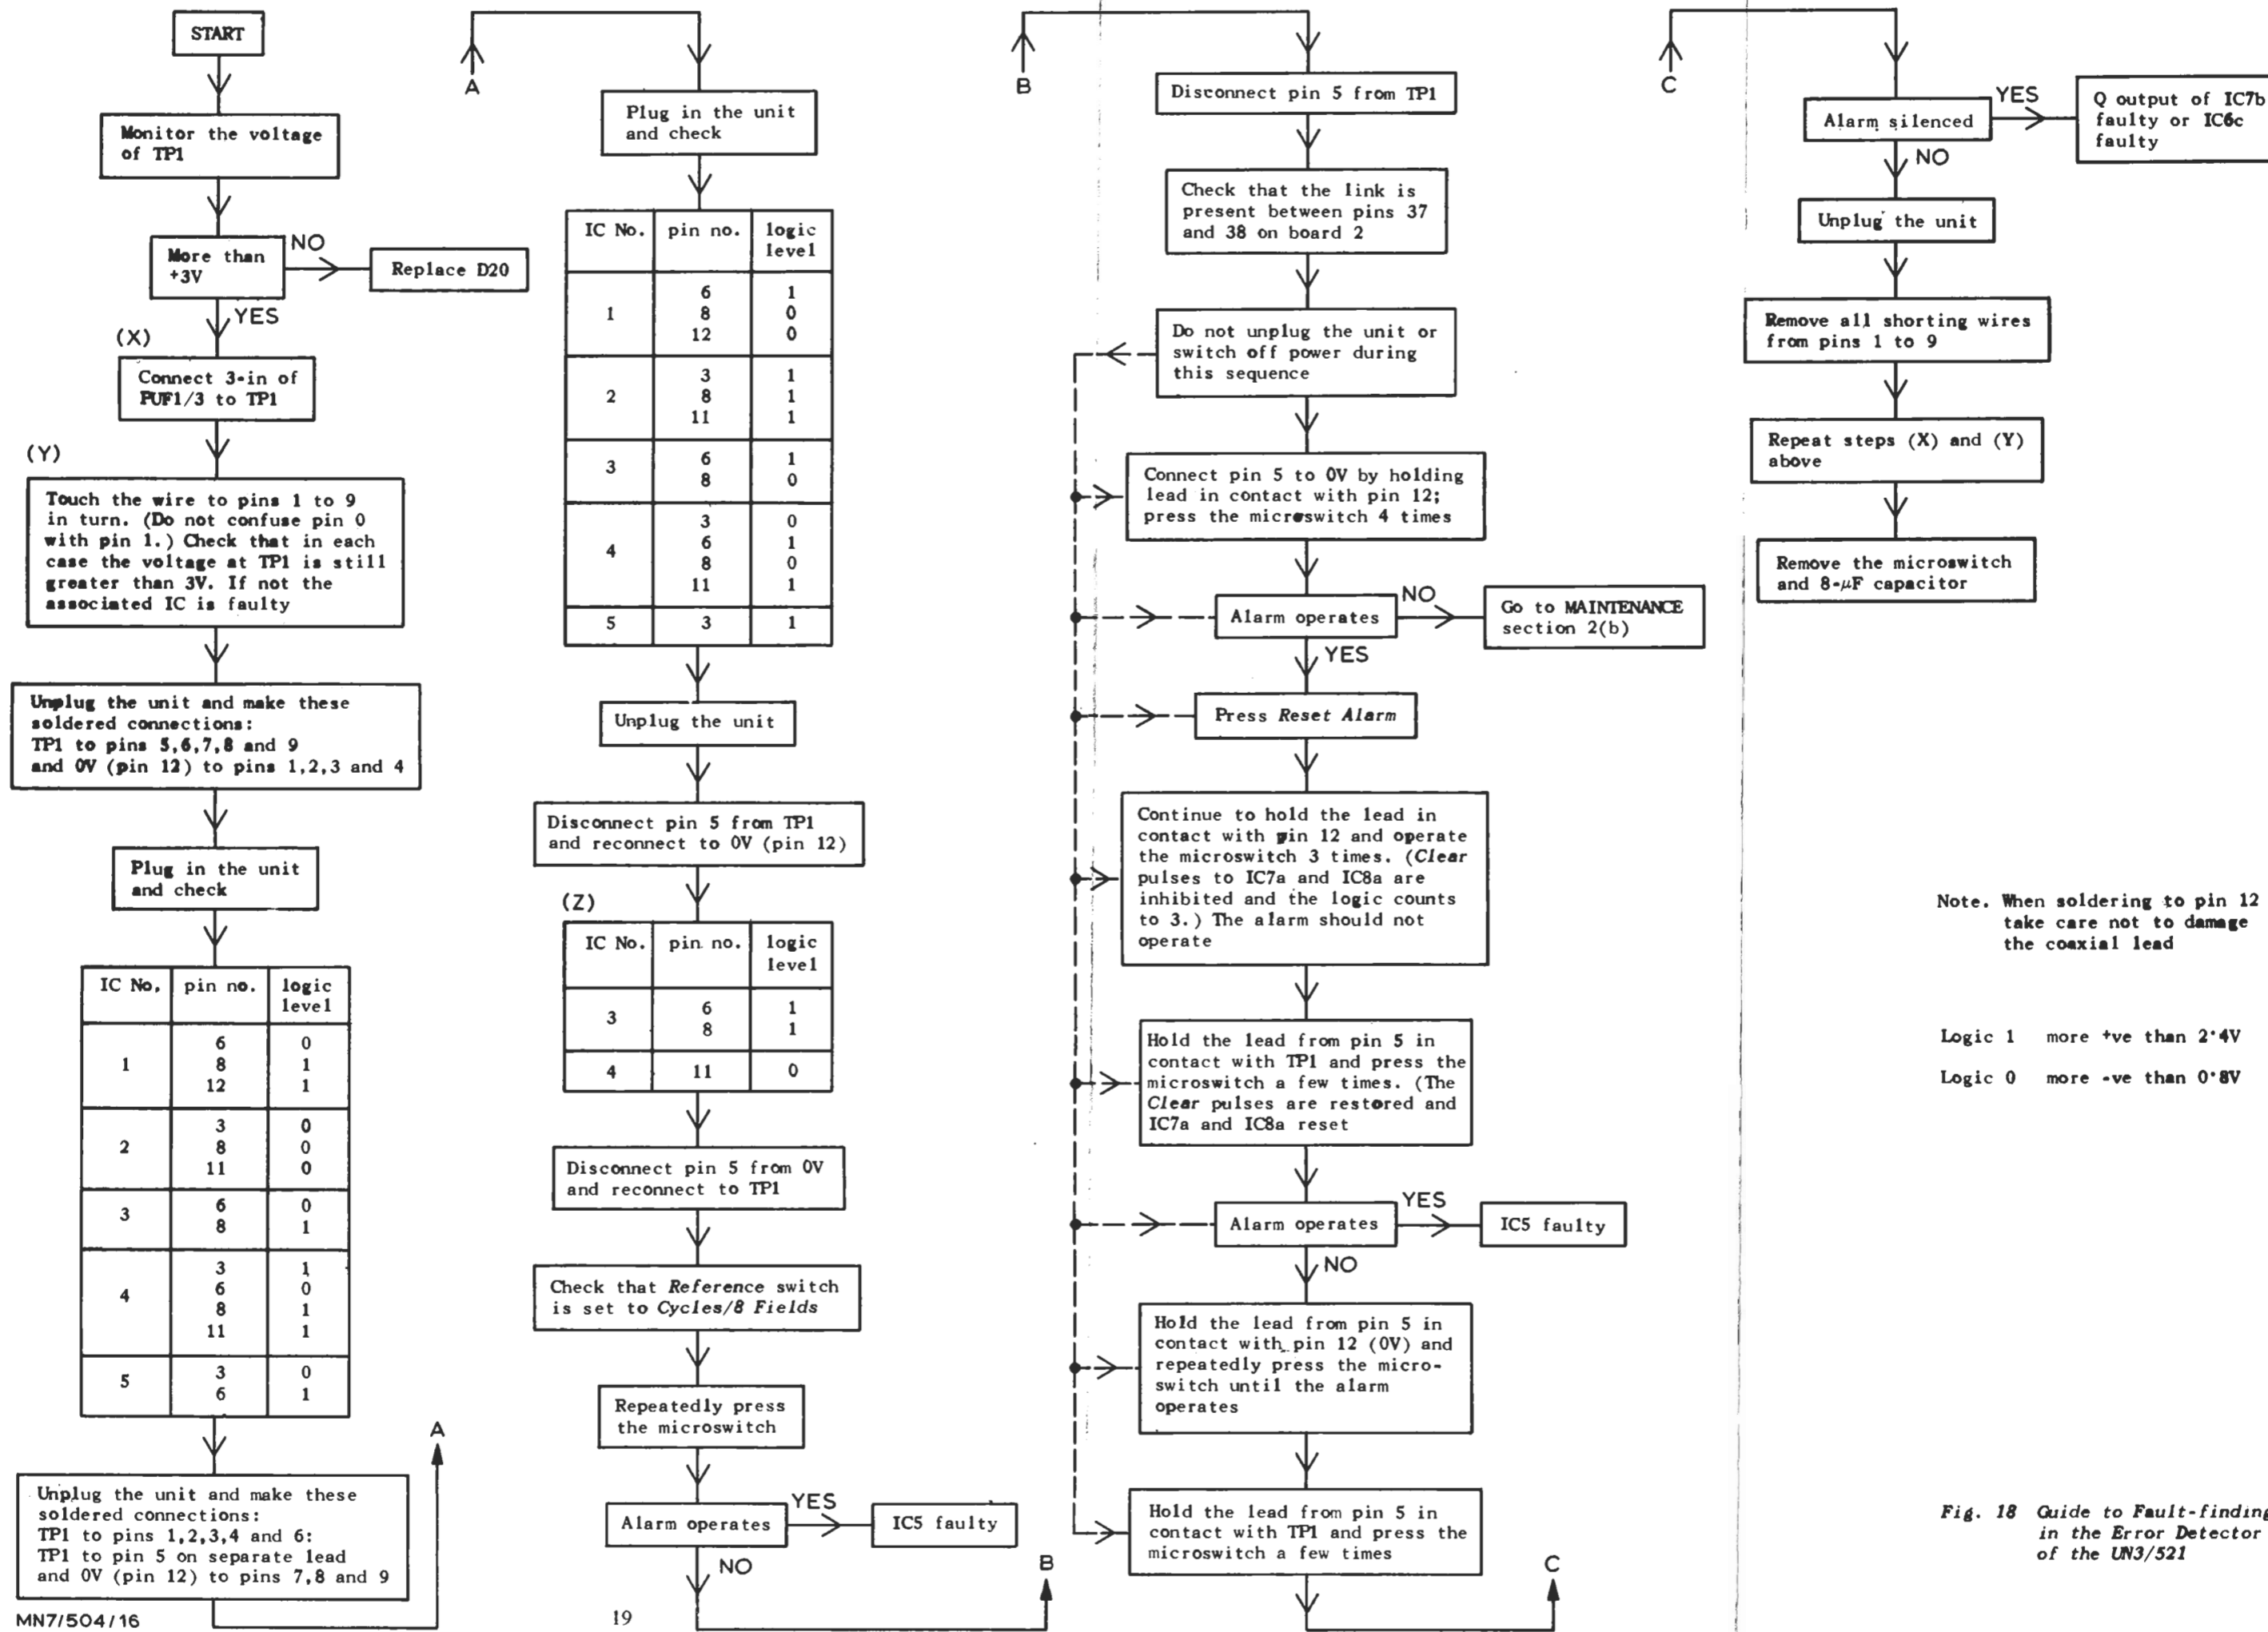 START
Monitor the voltage
of TP1
More than
+3V
NO
Replace D20
YES
(X)
Connect 3-in of
PUF1/3 to TP1
(Y)
Touch the wire to pins 1 to 9
in turn. (Do not confuse pin 0
with pin 1.) Check that in each
case the voltage at TP1 is still
greater than 3V. If not the
associated IC is faulty
Unplug the unit and make these
soldered connections:
TP1 to pins 5,6,7,8 and 9
and 0V (pin 12) to pins 1,2,3 and 4
Plug in the unit
and check
IC No. pin no. logic
level
6 0
1 8 1
12 1
3 0
2 8 0
11 0
3 6 0
8 1
3 1
4 6 0
8 1
11 1
5 3 0
6 1
Unplug the unit and make these
soldered connections:
TP1 to pins 1,2,3,4 and 6:
TP1 to pin 5 on separate lead
and 0V (pin 12) to pins 7,8 and 9
A
MN7/504/16
A
Plug in the unit
and check
IC No. pin no. logic
level
6 1
1 8 0
12 0
3 1
2 8 1
11 1
3 6 1
8 0
3 0
4 6 1
8 0
11 1
5 3 1
Unplug the unit
Disconnect pin 5 from TP1
and reconnect to 0V (pin 12)
(Z)
IC No. pin no. logic
level
3 6 1
8 1
4 11 0
Disconnect pin 5 from 0V
and reconnect to TP1
Check that Reference switch
is set to Cycles/8 Fields
Repeatedly press
the microswitch
Alarm operates
YES
IC5 faulty
NO
B
19
B
Disconnect pin 5 from TP1
Check that the link is
present between pins 37
and 38 on board 2
Do not unplug the unit or
switch off power during
this sequence
Connect pin 5 to 0V by holding
lead in contact with pin 12;
press the microswitch 4 times
Alarm operates
NO
Go to MAINTENANCE
section 2(b)
YES
Press Reset Alarm
Continue to hold the lead in
contact with pin 12 and operate
the microswitch 3 times. (Clear
pulses to IC7a and IC8a are
inhibited and the logic counts
to 3.) The alarm should not
operate
Hold the lead from pin 5 in
contact with TP1 and press the
microswitch a few times. (The
Clear pulses are restored and
IC7a and IC8a reset
Alarm operates
YES
IC5 faulty
NO
Hold the lead from pin 5 in
contact with pin 12 (0V) and
repeatedly press the micro-
switch until the alarm
operates
Hold the lead from pin 5 in
contact with TP1 and press the
microswitch a few times
C
C
Alarm silenced
YES
Q output of IC7b
faulty or IC6c
faulty
NO
Unplug the unit
Remove all shorting wires
from pins 1 to 9
Repeat steps (X) and (Y)
above
Remove the microswitch
and 8-μF capacitor
Note. When soldering to pin 12
take care not to damage
the coaxial lead
Logic 1 more +ve than 2·4V
Logic 0 more -ve than 0·8V
Fig. 18 Guide to Fault-finding
in the Error Detector
of the UN3/521